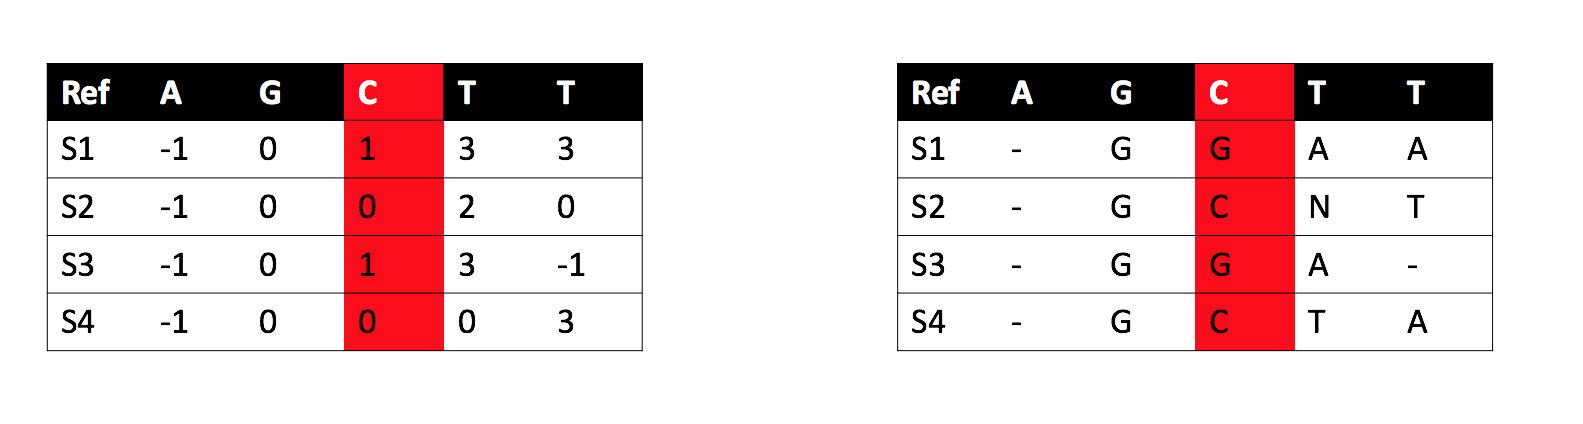 Ref A G C T T
S1 -1 0 1 3 3
S2 -1 0 0 2 0
S3 -1 0 1 3 -1
S4 -1 0 0 0 3
Ref A G C T T
S1 - G G A A
S2 - G C N T
S3 - G G A -
S4 - G C T A